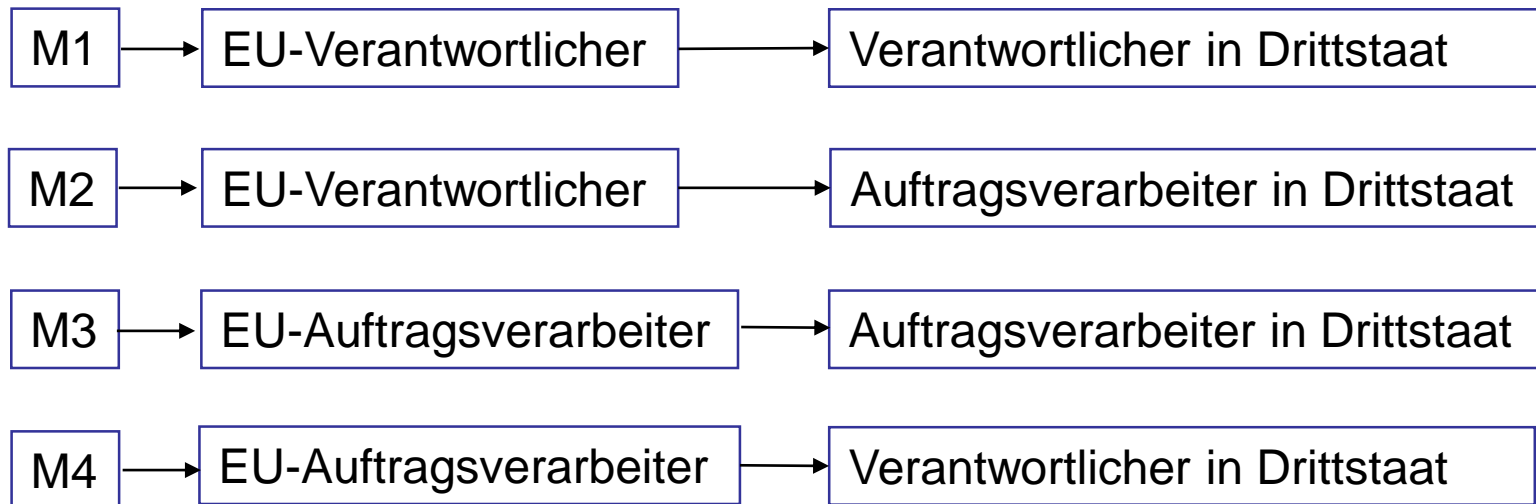 M1 EU-Verantwortlicher Verantwortlicher in Drittstaat
M2 EU-Verantwortlicher Auftragsverarbeiter in Drittstaat
M3 EU-Auftragsverarbeiter Auftragsverarbeiter in Drittstaat
M4 EU-Auftragsverarbeiter Verantwortlicher in Drittstaat